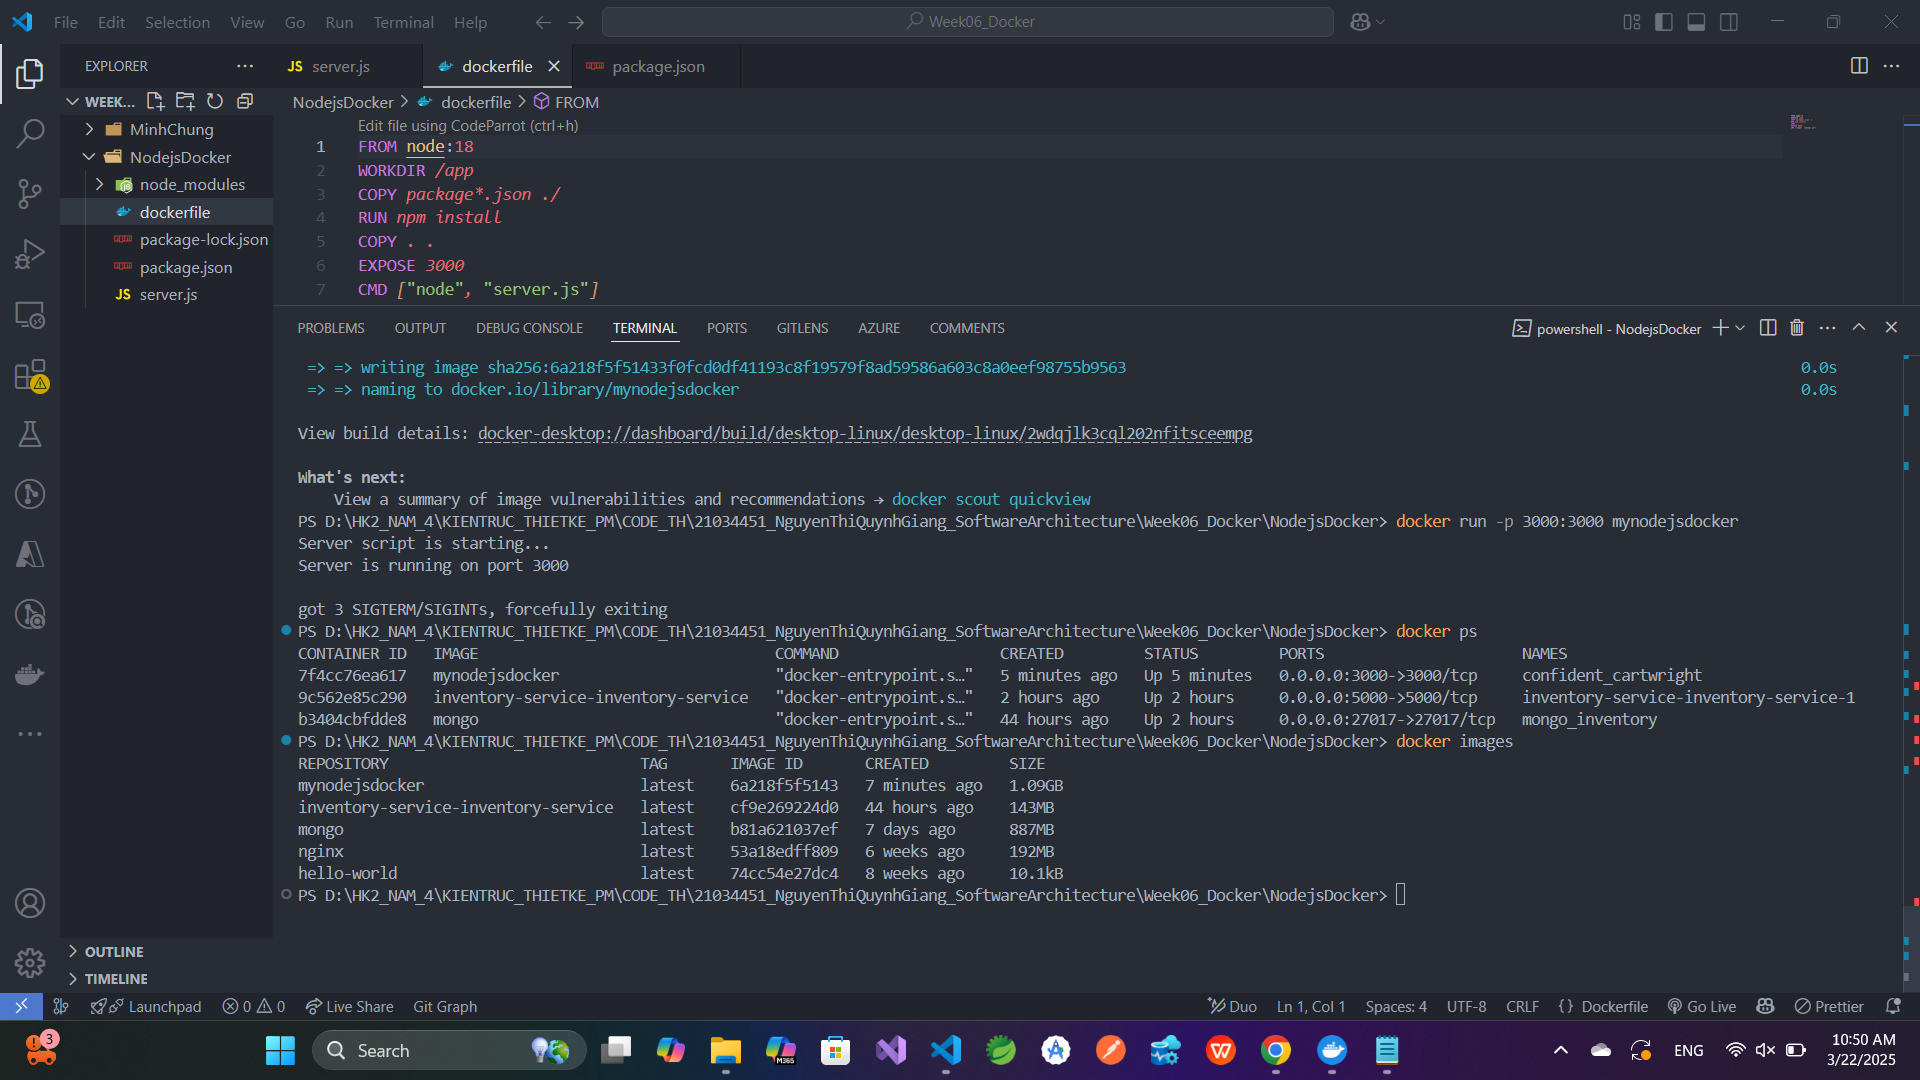 File Edit Selection View Go Run Terminal Help
Week06_Docker
EXPLORER
JS server.js
dockerfile
package.json
WEEK...
NodejsDocker > dockerfile > FROM
MinhChung
NodejsDocker
node_modules
dockerfile
package-lock.json
package.json
JS server.js
Edit file using CodeParrot (ctrl+h)
1 FROM node:18
2 WORKDIR /app
3 COPY package*.json ./
4 RUN npm install
5 COPY . .
6 EXPOSE 3000
7 CMD ["node", "server.js"]
PROBLEMS OUTPUT DEBUG CONSOLE TERMINAL PORTS GITLENS AZURE COMMENTS
powershell - NodejsDocker
=> => writing image sha256:6a218f5f51433f0fcd0df41193c8f19579f8ad59586a603c8a0eef98755b9563 0.0s
=> => naming to docker.io/library/mynodejsdocker 0.0s
View build details: docker-desktop://dashboard/build/desktop-linux/desktop-linux/2wdqjlk3cql202nfitsceempg
What's next:
View a summary of image vulnerabilities and recommendations → docker scout quickview
PS D:\HK2_NAM_4\KIENTRUC_THIETKE_PM\CODE_TH\21034451_NguyenThiQuynhGiang_SoftwareArchitecture\Week06_Docker\NodejsDocker> docker run -p 3000:3000 mynodejsdocker
Server script is starting...
Server is running on port 3000
got 3 SIGTERM/SIGINTs, forcefully exiting
PS D:\HK2_NAM_4\KIENTRUC_THIETKE_PM\CODE_TH\21034451_NguyenThiQuynhGiang_SoftwareArchitecture\Week06_Docker\NodejsDocker> docker ps
CONTAINER ID IMAGE COMMAND CREATED STATUS PORTS NAMES
7f4cc76ea617 mynodejsdocker "docker-entrypoint.s…" 5 minutes ago Up 5 minutes 0.0.0.0:3000->3000/tcp confident_cartwright
9c562e85c290 inventory-service-inventory-service "docker-entrypoint.s…" 2 hours ago Up 2 hours 0.0.0.0:5000->5000/tcp inventory-service-inventory-service-1
b3404cbfdde8 mongo "docker-entrypoint.s…" 44 hours ago Up 2 hours 0.0.0.0:27017->27017/tcp mongo_inventory
PS D:\HK2_NAM_4\KIENTRUC_THIETKE_PM\CODE_TH\21034451_NguyenThiQuynhGiang_SoftwareArchitecture\Week06_Docker\NodejsDocker> docker images
REPOSITORY TAG IMAGE ID CREATED SIZE
mynodejsdocker latest 6a218f5f5143 7 minutes ago 1.09GB
inventory-service-inventory-service latest cf9e269224d0 44 hours ago 143MB
mongo latest b81a621037ef 7 days ago 887MB
nginx latest 53a18edff809 6 weeks ago 192MB
hello-world latest 74cc54e27dc4 8 weeks ago 10.1kB
PS D:\HK2_NAM_4\KIENTRUC_THIETKE_PM\CODE_TH\21034451_NguyenThiQuynhGiang_SoftwareArchitecture\Week06_Docker\NodejsDocker>
OUTLINE
TIMELINE
Launchpad 0 0 Live Share Git Graph Duo Ln 1, Col 1 Spaces: 4 UTF-8 CRLF {} Dockerfile Go Live Prettier
3
Search
M365
ENG
10:50 AM
3/22/2025